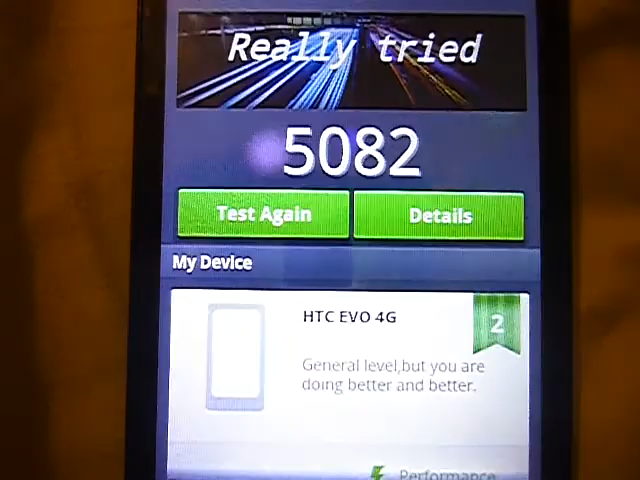 Really tried
5082
Test Again
Details
My Device
HTC EVO 4G
2
General level,but you are
doing better and better.
Performance